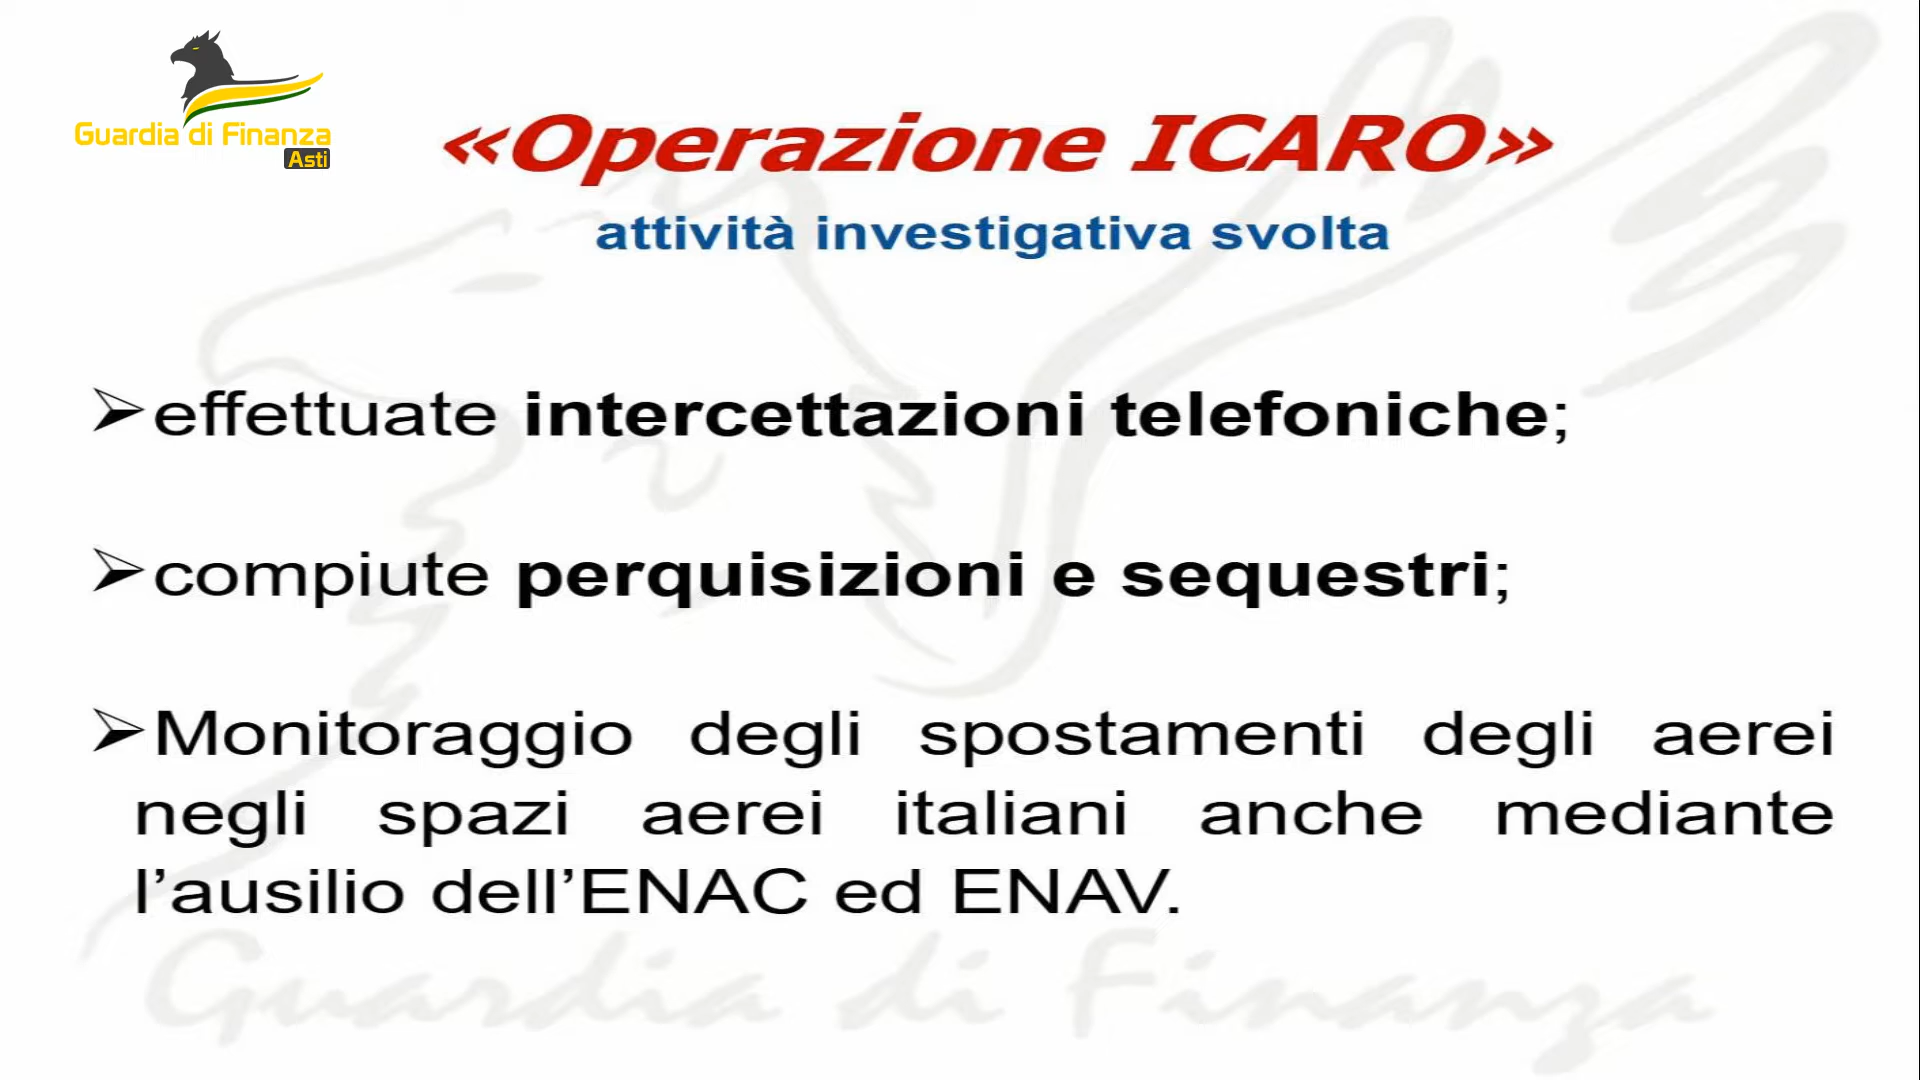 Guardia di Finanza
Asti
«Operazione ICARO»
attività investigativa svolta
➢effettuate intercettazioni telefoniche;
➢compiute perquisizioni e sequestri;
➢Monitoraggio degli spostamenti degli aerei
negli spazi aerei italiani anche mediante
l’ausilio dell’ENAC ed ENAV.
Guardia di Finanza